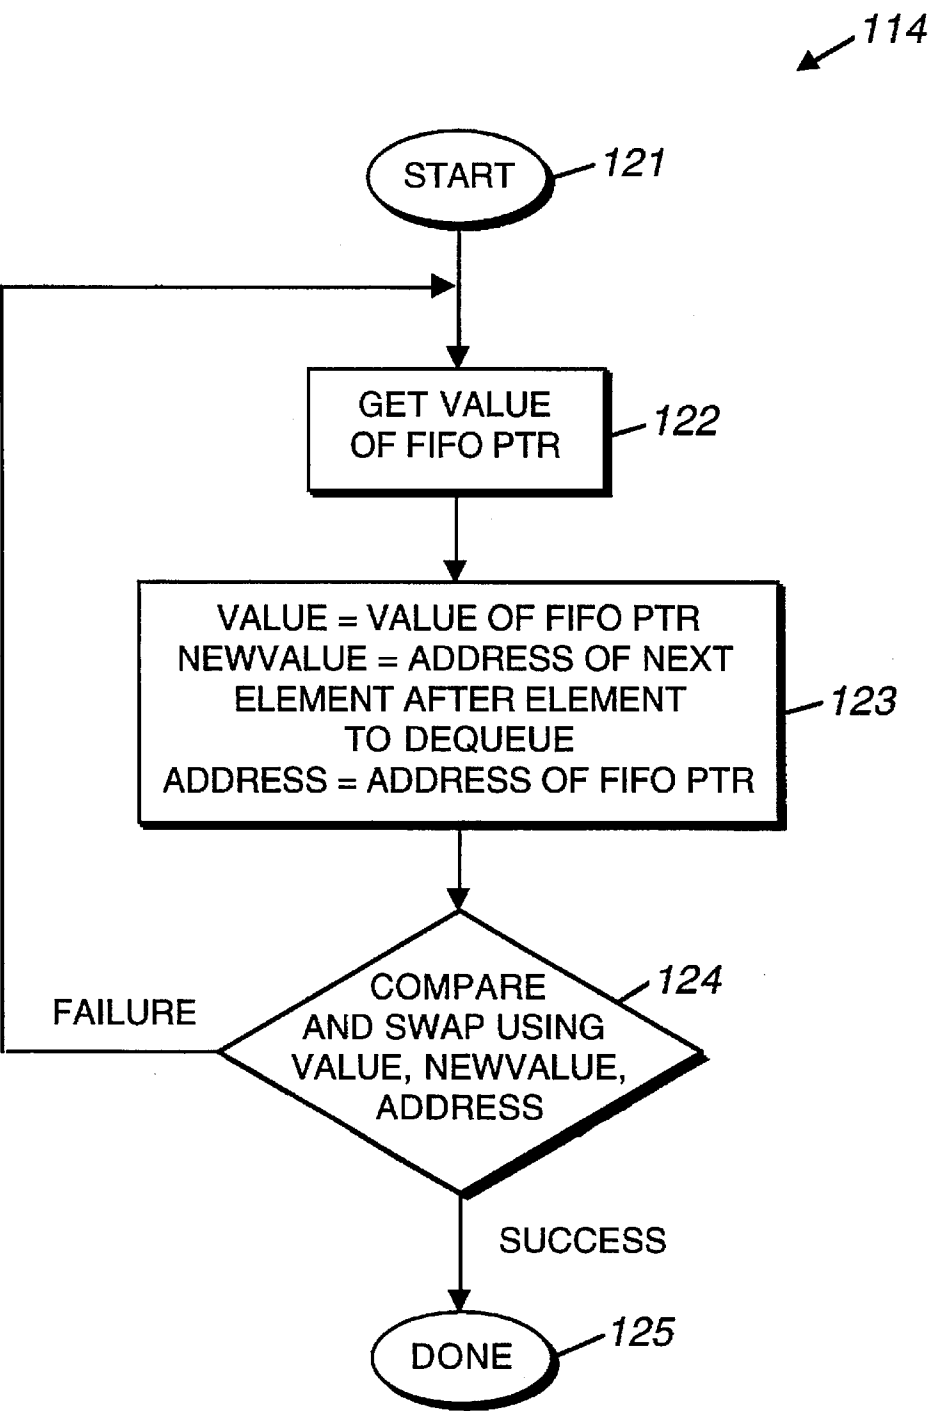 114
START
121
GET VALUE
OF FIFO PTR
122
VALUE = VALUE OF FIFO PTR
NEWVALUE = ADDRESS OF NEXT
ELEMENT AFTER ELEMENT
TO DEQUEUE
ADDRESS = ADDRESS OF FIFO PTR
123
COMPARE
AND SWAP USING
VALUE, NEWVALUE,
ADDRESS
124
FAILURE
SUCCESS
DONE
125